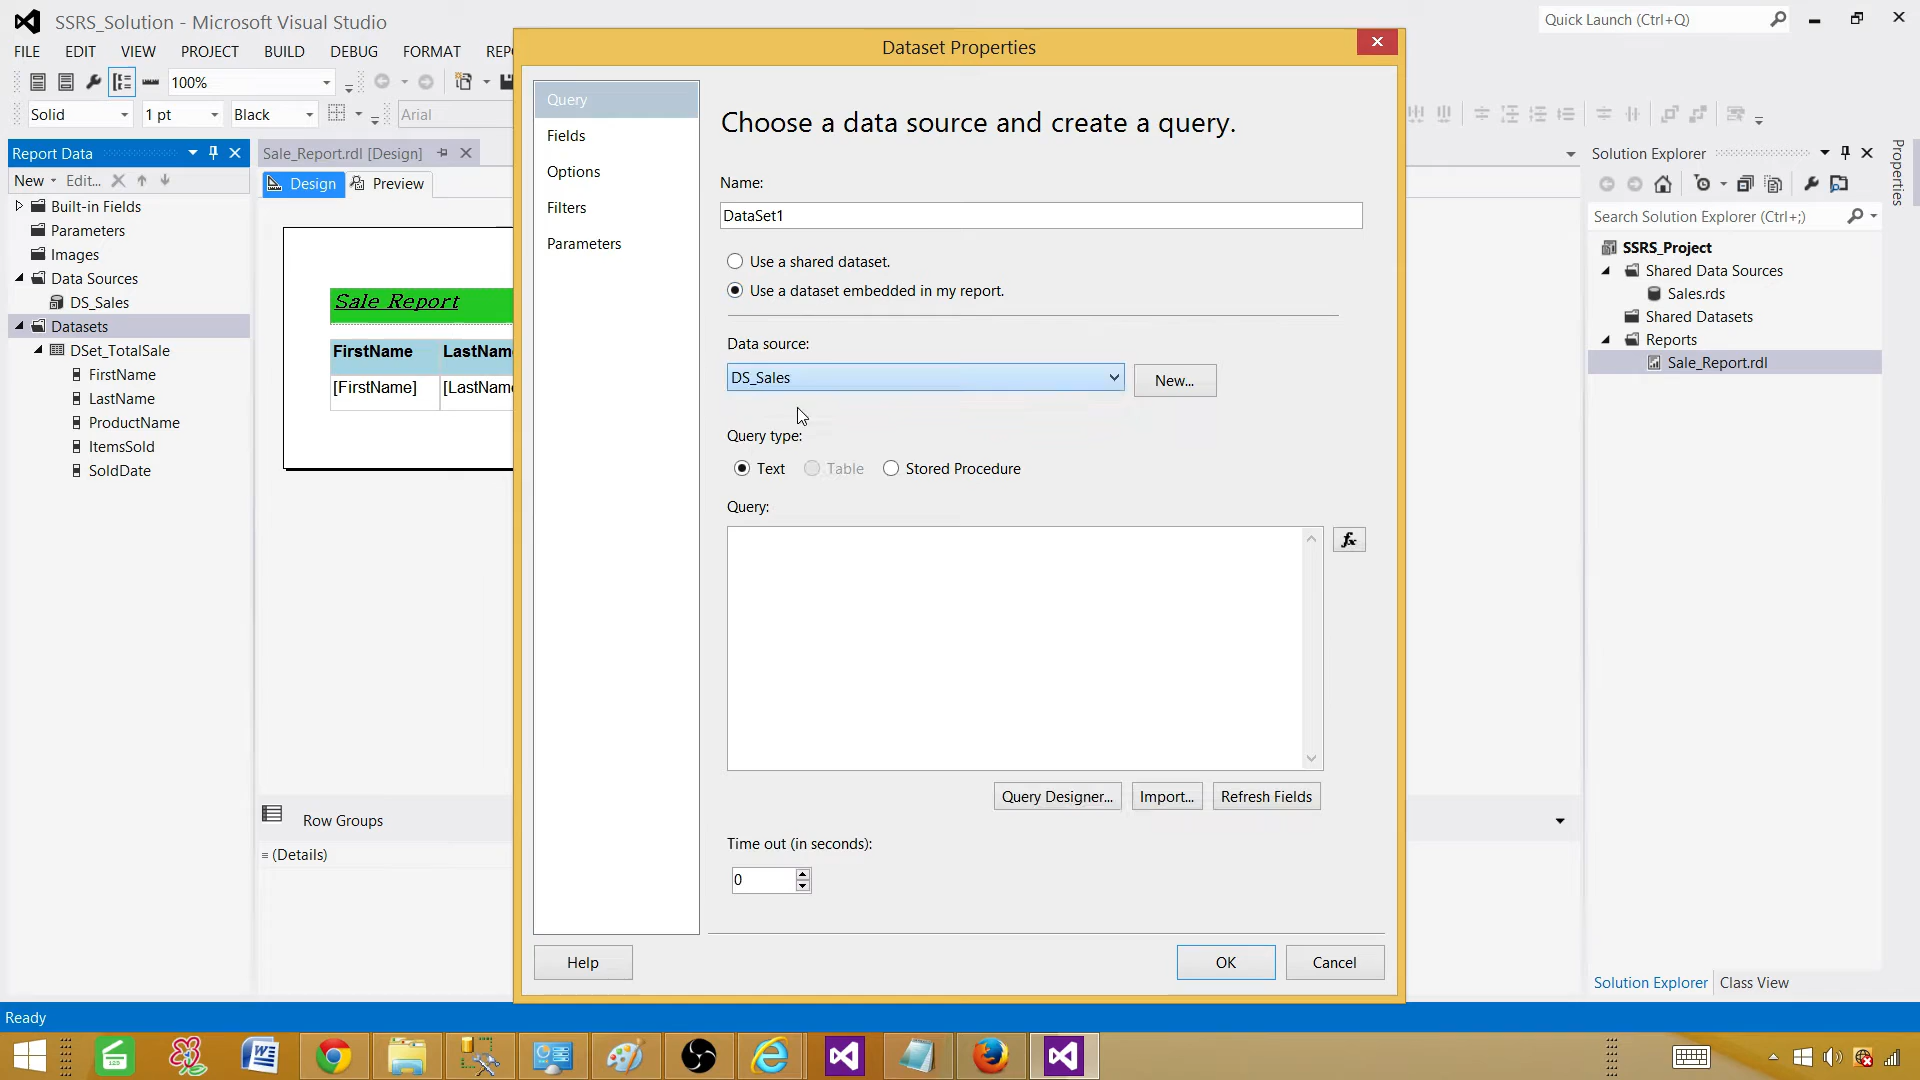 SSRS_Solution - Microsoft Visual Studio
Quick Launch (Ctrl+Q)
FILE EDIT VIEW PROJECT BUILD DEBUG FORMAT
100%
Solid 1 pt Black Arial
Report Data
New Edit...
Built-in Fields
Parameters
Images
Data Sources
DS_Sales
Datasets
DSet_TotalSale
FirstName
LastName
ProductName
ItemsSold
SoldDate
Sale_Report.rdl [Design]
Design Preview
Sale Report
FirstName
[FirstName]
Row Groups
(Details)
Dataset Properties
Query
Fields
Options
Filters
Parameters
Choose a data source and create a query.
Name:
DataSet1
Use a shared dataset.
Use a dataset embedded in my report.
Data source:
DS_Sales
New...
Query type:
Text Table Stored Procedure
Query:
fx
Query Designer... Import... Refresh Fields
Time out (in seconds):
0
Help OK Cancel
Solution Explorer
Search Solution Explorer (Ctrl+;)
SSRS_Project
Shared Data Sources
Sales.rds
Shared Datasets
Reports
Sale_Report.rdl
Solution Explorer Class View
Properties
Ready